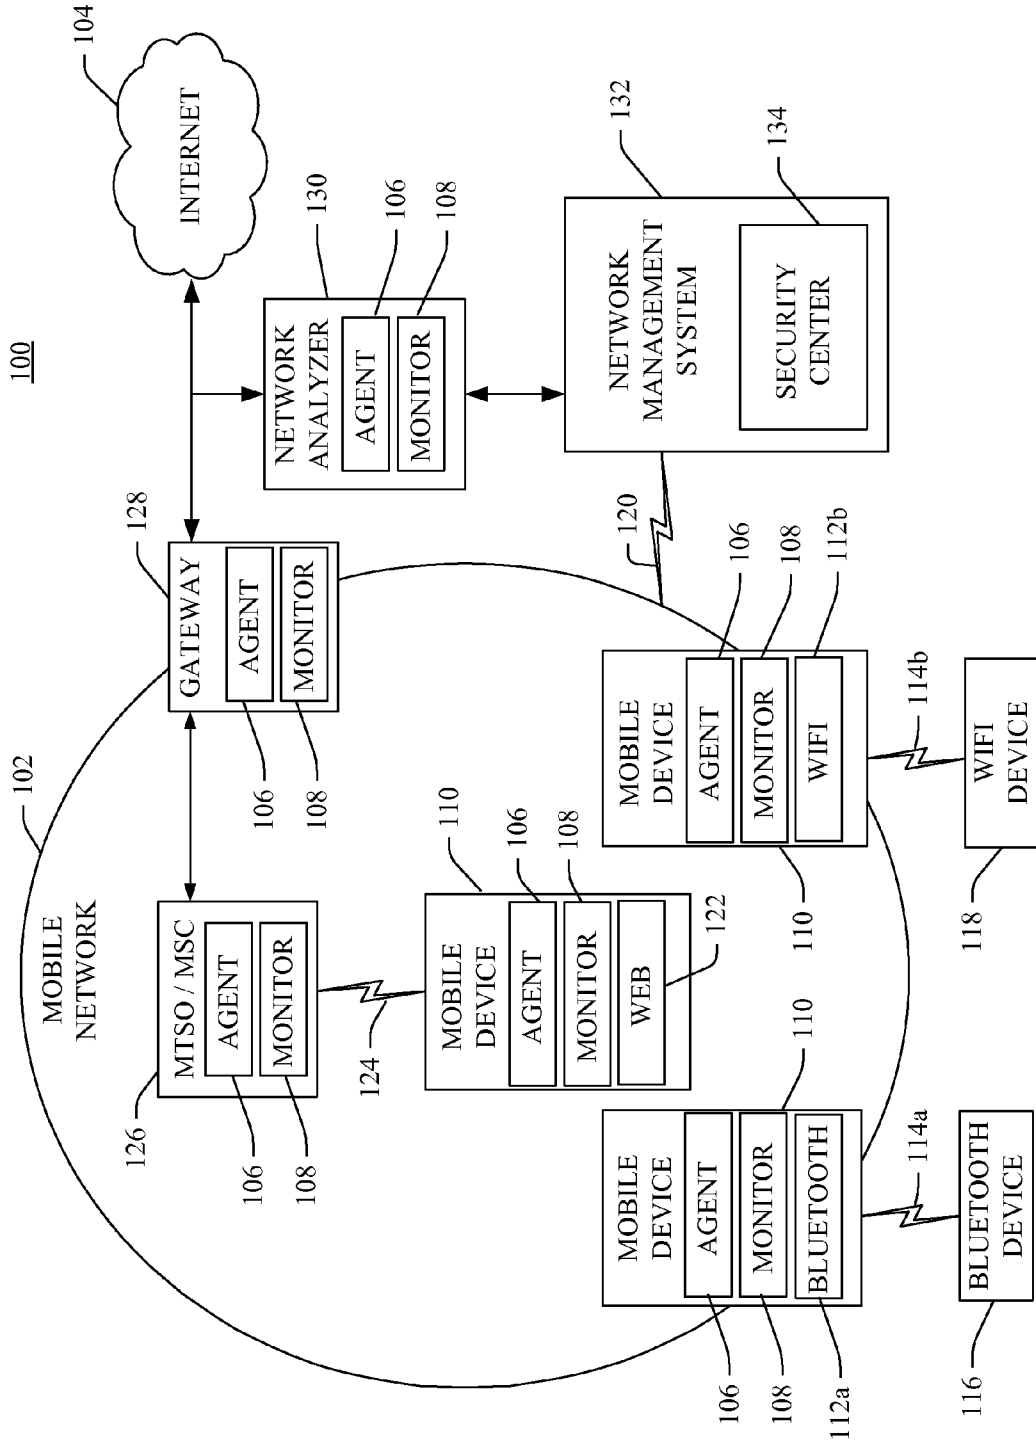 100
102
MOBILE
NETWORK
104
INTERNET
126
MTSO / MSC
AGENT
MONITOR
106
108
128
GATEWAY
AGENT
MONITOR
106
108
130
NETWORK
ANALYZER
AGENT
MONITOR
106
108
124
110
MOBILE
DEVICE
AGENT
MONITOR
WEB
106
108
122
120
132
NETWORK
MANAGEMENT
SYSTEM
SECURITY
CENTER
134
MOBILE
DEVICE
AGENT
MONITOR
BLUETOOTH
110
106
108
112a
114a
BLUETOOTH
DEVICE
116
MOBILE
DEVICE
AGENT
MONITOR
WIFI
106
108
112b
110
114b
WIFI
DEVICE
118